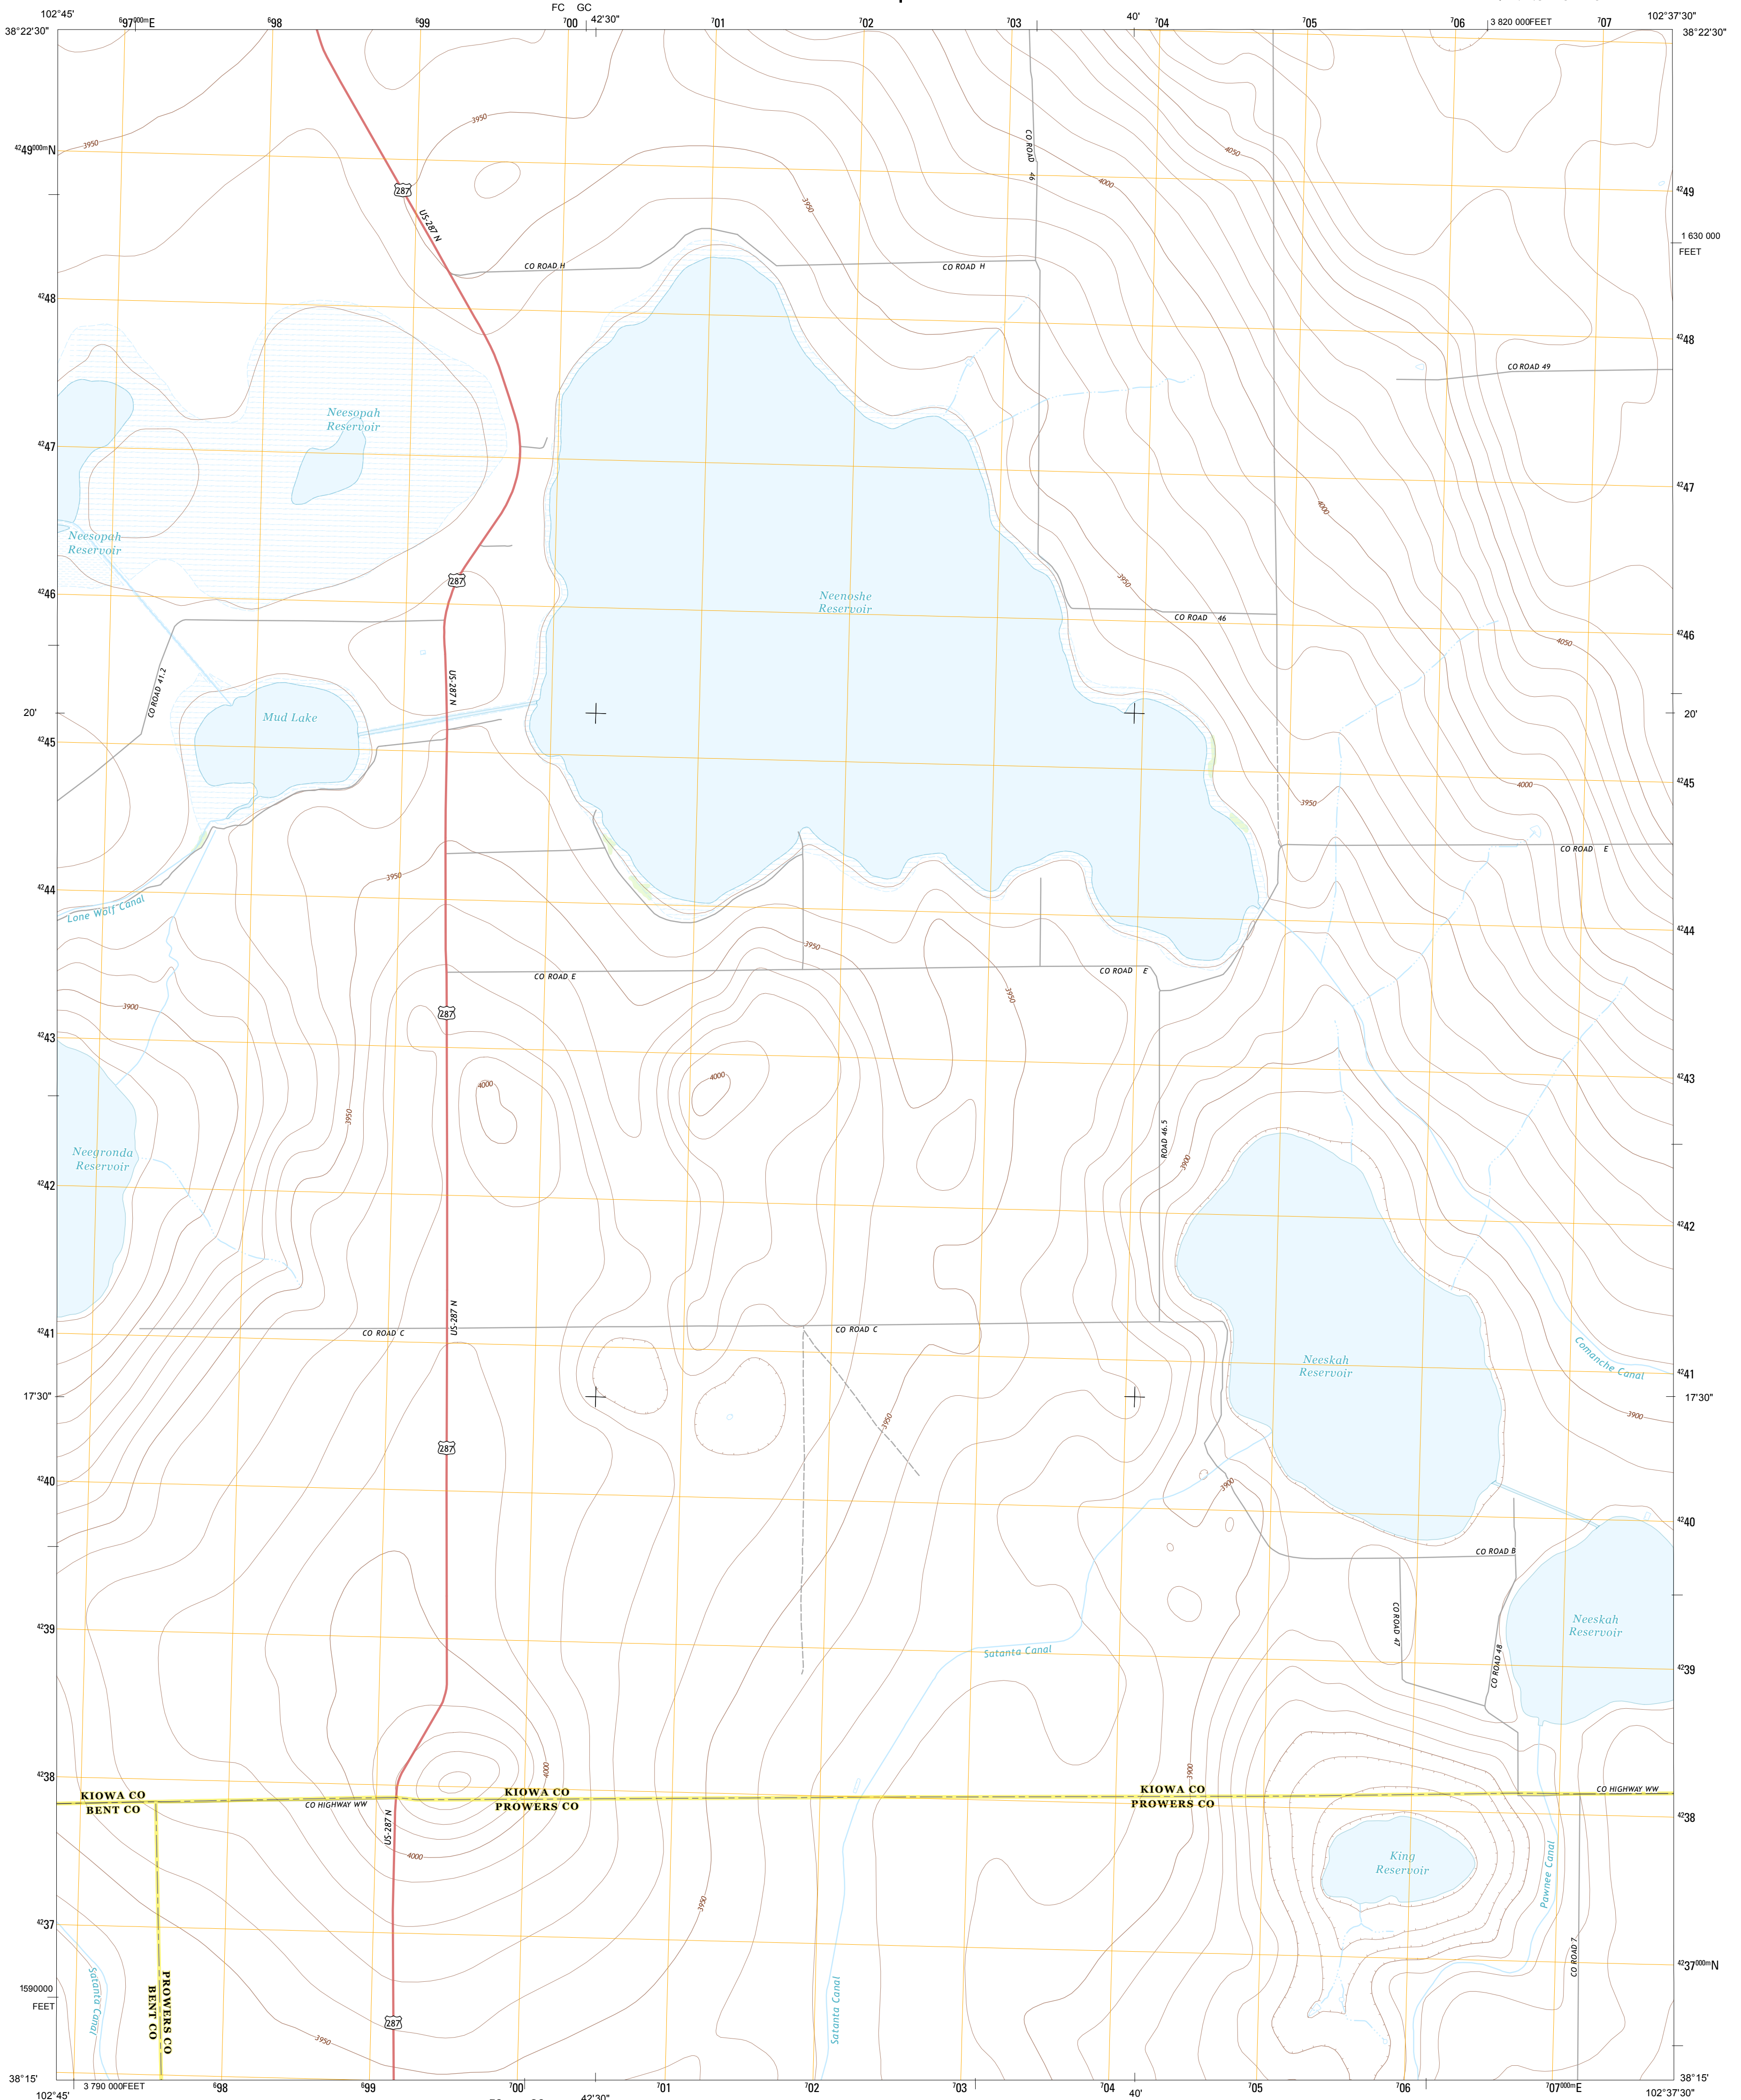 FC GC
102°45' ⁶97⁰⁰⁰ᵐE ⁶98 ⁶99 ⁷00 42'30" ⁷01 ⁷02 ⁷03 40' ⁷04 ⁷05 ⁷06 3 820 000FEET ⁷07 102°37'30"
38°22'30" 38°22'30"
3950
3950
⁴²49⁰⁰⁰ᵐN
CO ROAD 46
4050
4000
⁴²49
287
3950
US-287 N
1 630 000
FEET
CO ROAD H
CO ROAD H
⁴²48
⁴²48
CO ROAD 49
Neesopah
Reservoir
⁴²47
⁴²47
4000
Neesopah
Reservoir
287
3950
⁴²46
Neenoshe
Reservoir
CO ROAD 46
⁴²46
4050
CO ROAD 41.2
US-287 N
Mud Lake
20'
20'
⁴²45
⁴²45
4000
3950
CO ROAD E
3950
⁴²44
Lone Wolf Canal
⁴²44
3950
CO ROAD E
CO ROAD E
3950
3900
287
⁴²43
⁴²43
4000
4000
3950
ROAD 46.5
Neegronda
Reservoir
3900
⁴²42
⁴²42
US-287 N
CO ROAD C
CO ROAD C
⁴²41
Neeskah
Reservoir
Comanche Canal
⁴²41
17'30"
17'30"
3950
3900
287
⁴²40
3900
⁴²40
CO ROAD B
CO ROAD 47
Neeskah
Reservoir
⁴²39
Satanta Canal
CO ROAD 48
⁴²39
4000
3900
⁴²38
KIOWA CO
KIOWA CO
KIOWA CO
CO HIGHWAY WW
BENT CO
CO HIGHWAY WW
PROWERS CO
PROWERS CO
⁴²38
US-287 N
4000
King
Reservoir
Pawnee Canal
3950
⁴²37
CO ROAD 7
⁴²37⁰⁰⁰ᵐN
Satanta Canal
PROWERS CO
BENT CO
Satanta Canal
1590000
FEET
287
3950
38°15' 38°15'
102°45' 3 790 000FEET ⁶98 ⁶99 ⁷00 42'30" ⁷01 ⁷02 ⁷03 ⁷04 40' ⁷05 ⁷06 ⁷07⁰⁰⁰ᵐE 102°37'30"